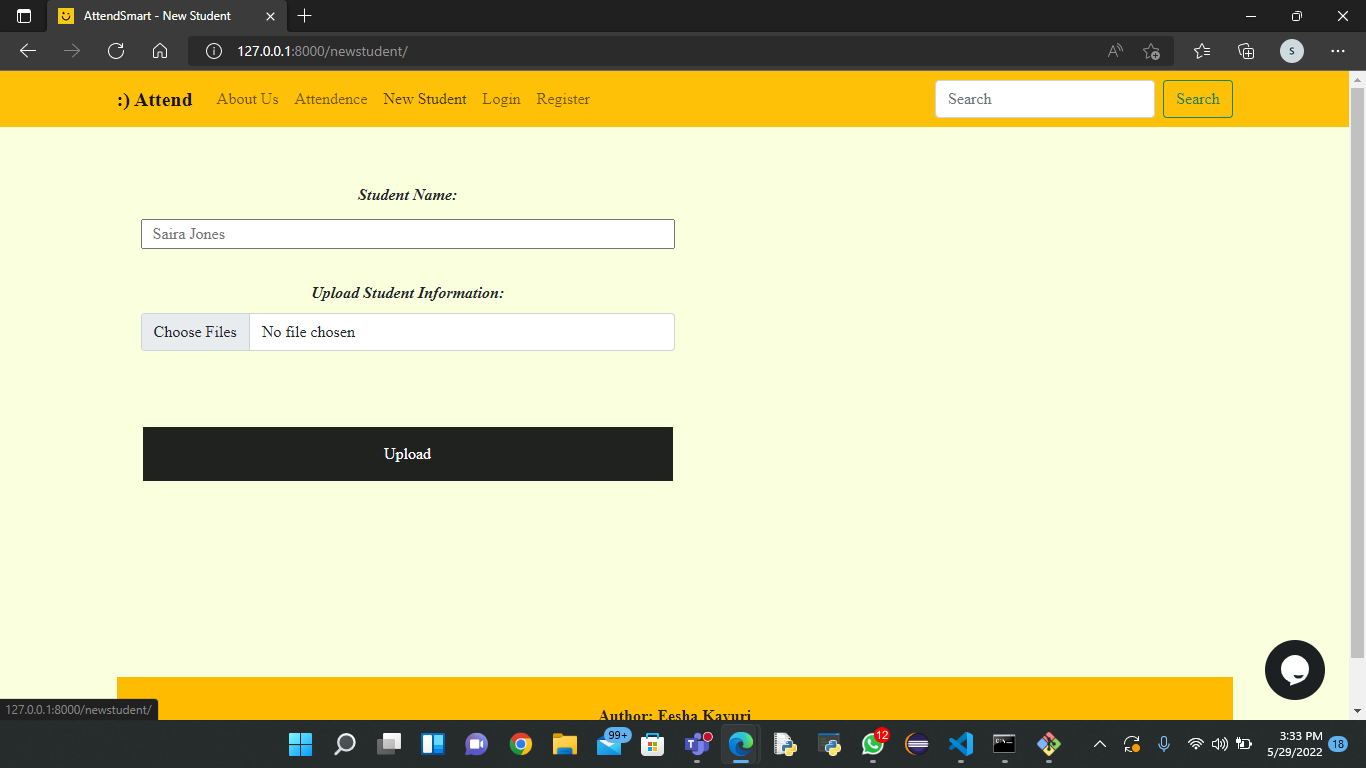 AttendSmart - New Student
127.0.0.1:8000/newstudent/
S
:) Attend About Us Attendence New Student Login Register Search Search
Student Name:
Saira Jones
Upload Student Information:
Choose Files No file chosen
Upload
Author: Eesha Kavuri
127.0.0.1:8000/newstudent/
99+
12
3:33 PM
5/29/2022
18